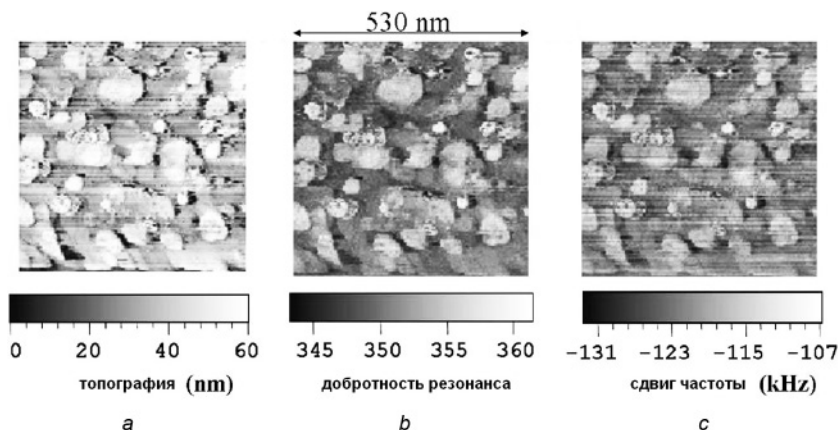 530 nm
0 20 40 60
345 350 355 360
-131 -123 -115 -107
топография (nm)
добротность резонанса
сдвиг частоты (kHz)
a
b
c